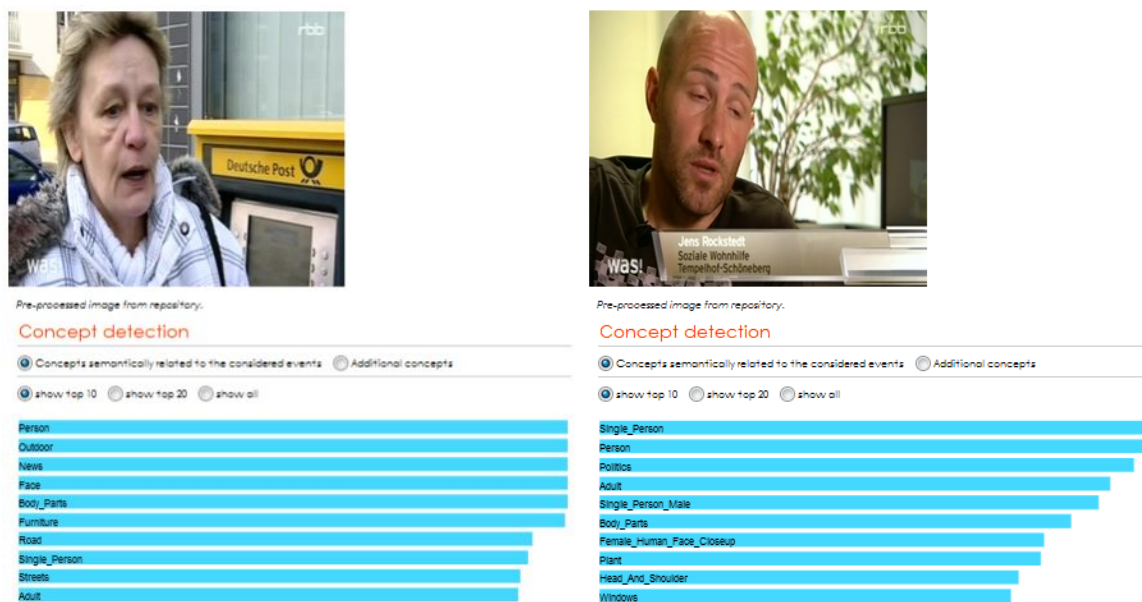 rbb
Deutsche Post
was!
Pre-processed image from repository.
Concept detection
Concepts semantically related to the considered events Additional concepts
show top 10 show top 20 show all
Person
Outdoor
News
Face
Body_Parts
Furniture
Road
Single_Person
Streets
Adult
rbb
Jens Rockstedt
Soziale Wohnhilfe
Tempelhof-Schöneberg
was!
Pre-processed image from repository.
Concept detection
Concepts semantically related to the considered events Additional concepts
show top 10 show top 20 show all
Single_Person
Person
Politics
Adult
Single_Person_Male
Body_Parts
Female_Human_Face_Closeup
Plant
Head_And_Shoulder
Windows